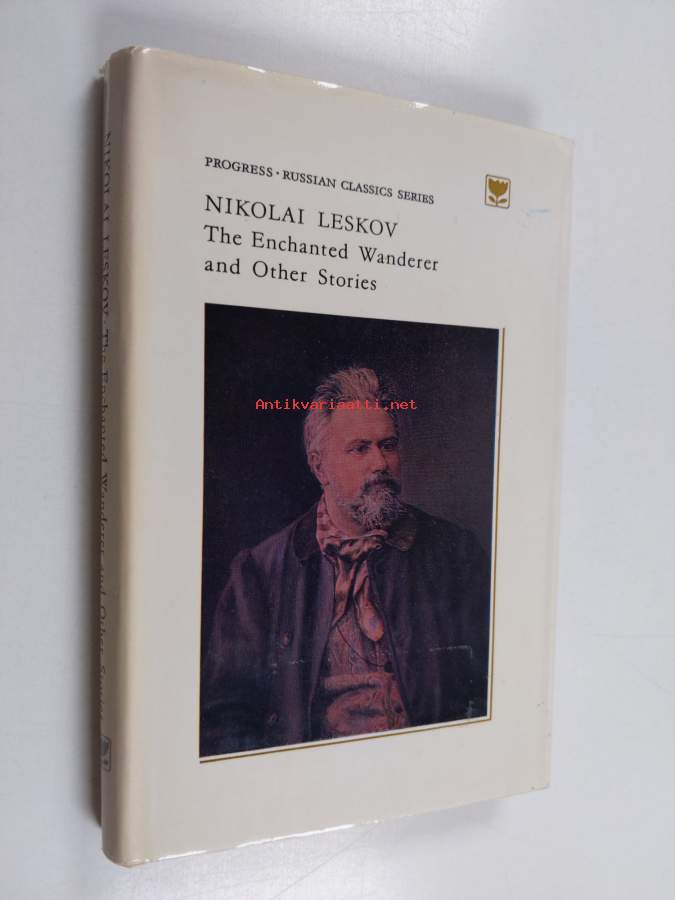 PROGRESS • RUSSIAN CLASSICS SERIES
NIKOLAI LESKOV
The Enchanted Wanderer
and Other Stories
Antikvariaatti.net
NIKOLAI LESKOV The Enchanted Wanderer and Other Stories